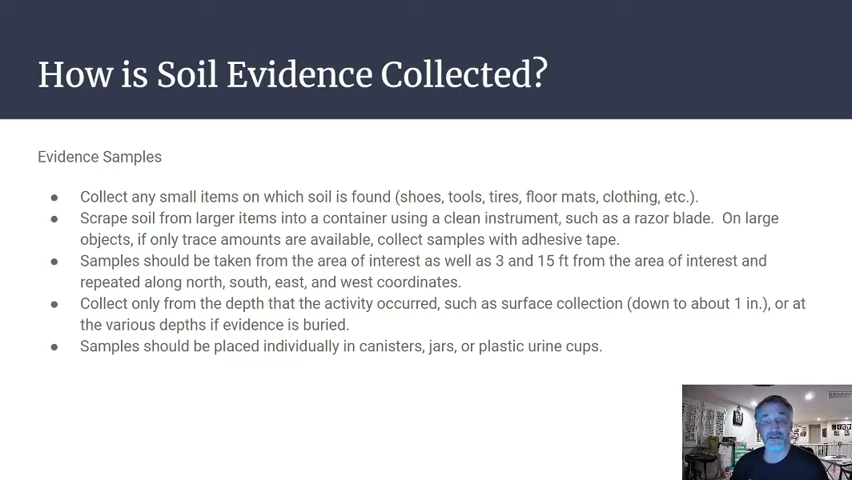 How is Soil Evidence Collected?
Evidence Samples
● Collect any small items on which soil is found (shoes, tools, tires, floor mats, clothing, etc.).
● Scrape soil from larger items into a container using a clean instrument, such as a razor blade.  On large
objects, if only trace amounts are available, collect samples with adhesive tape.
● Samples should be taken from the area of interest as well as 3 and 15 ft from the area of interest and
repeated along north, south, east, and west coordinates.
● Collect only from the depth that the activity occurred, such as surface collection (down to about 1 in.), or at
the various depths if evidence is buried.
● Samples should be placed individually in canisters, jars, or plastic urine cups.